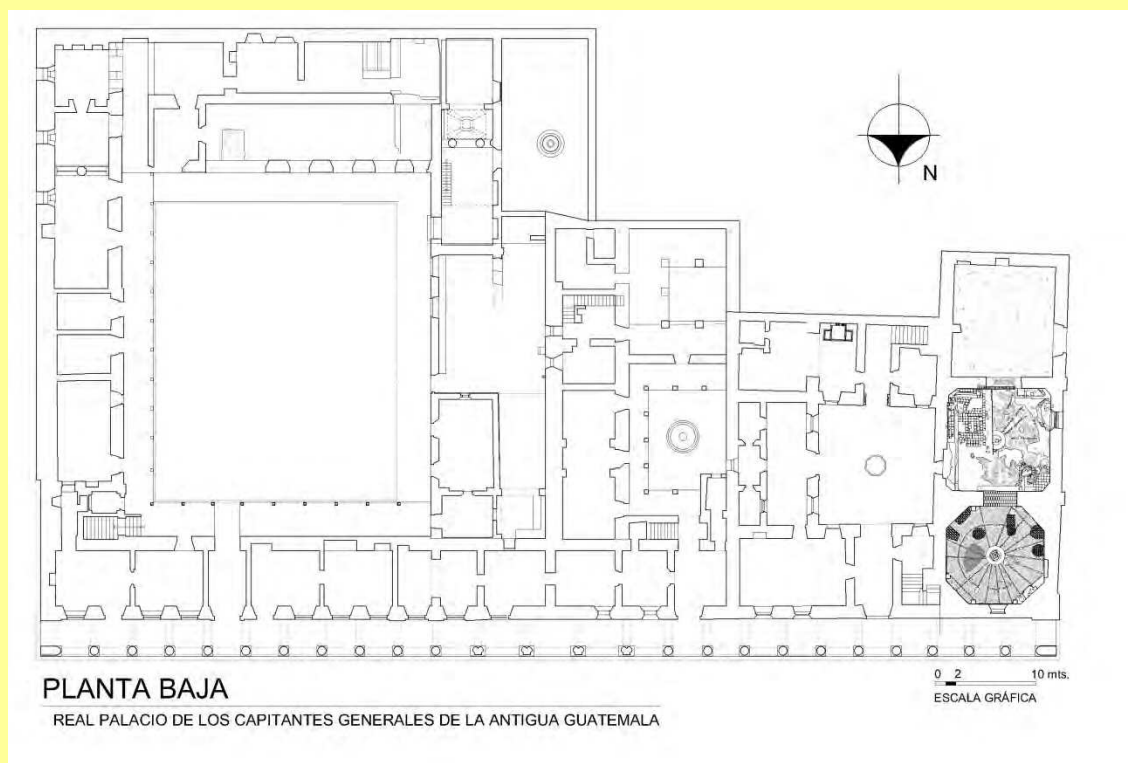 N
PLANTA BAJA
REAL PALACIO DE LOS CAPITANTES GENERALES DE LA ANTIGUA GUATEMALA
0 2 10 mts.
ESCALA GRÁFICA